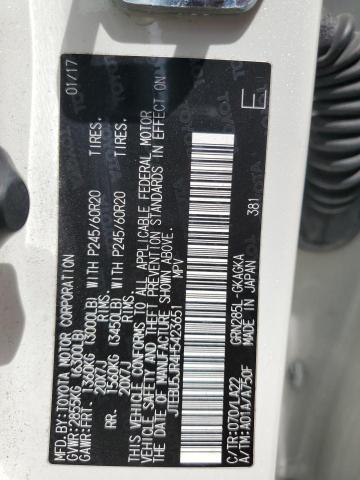 MFD.BY:TOYOTA MOTOR CORPORATION 01/17
GVWR:2855KG (6300LB)
GAWR:FRT. 1360KG (3000LB) WITH P245/60R20 TIRES.
20X7J RIMS.
RR. 1560KG (3450LB) WITH P245/60R20 TIRES.
20X7J RIMS.
THIS VEHICLE CONFORMS TO ALL APPLICABLE FEDERAL MOTOR
VEHICLE SAFETY AND THEFT PREVENTION STANDARDS IN EFFECT ON
THE DATE OF MANUFACTURE SHOWN ABOVE.
JTEBU5JR4H5423651 MPV
E
381
C/TR:070/LA22 GRN285L-GKAGKA
A/TM:A01A/A750F MADE IN JAPAN